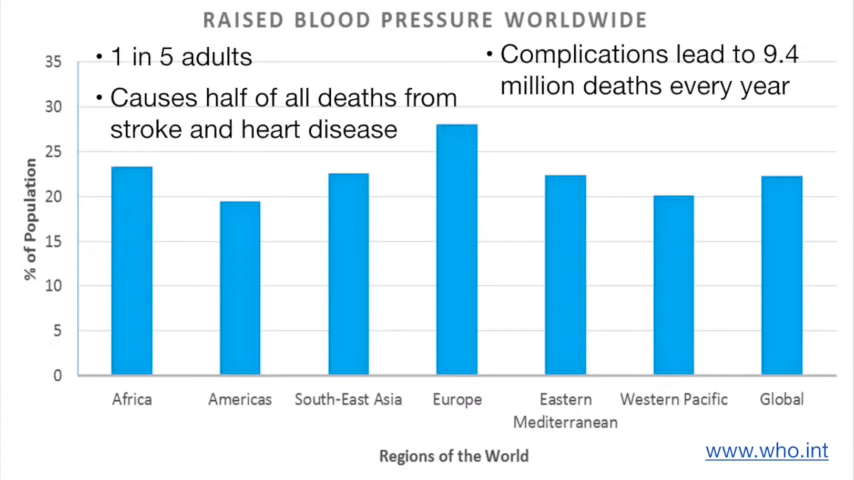 RAISED BLOOD PRESSURE WORLDWIDE
• 1 in 5 adults
• Causes half of all deaths from
stroke and heart disease
• Complications lead to 9.4
million deaths every year
% of Population
35
30
25
20
15
10
5
0
Africa
Americas
South-East Asia
Europe
Eastern
Mediterranean
Western Pacific
Global
Regions of the World
www.who.int